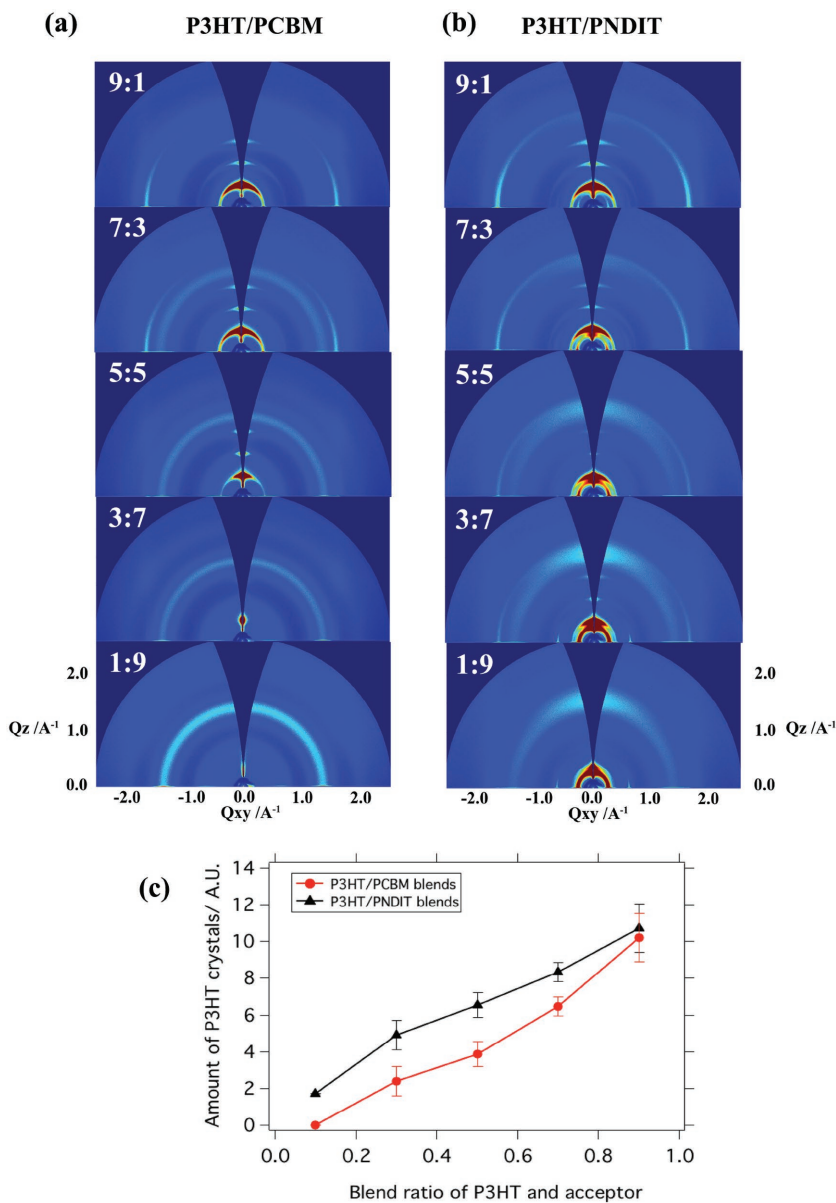 (a) P3HT/PCBM
(b) P3HT/PNDIT
9:1
9:1
7:3
7:3
5:5
5:5
3:7
3:7
1:9
1:9
2.0
2.0
Qz /A⁻¹
1.0
1.0
Qz /A⁻¹
0.0
0.0
-2.0 -1.0 0.0 1.0 2.0
-2.0 -1.0 0.0 1.0 2.0
Qxy /A⁻¹
Qxy /A⁻¹
(c)
Amount of P3HT crystals/ A.U.
14
12
10
8
6
4
2
0
P3HT/PCBM blends
P3HT/PNDIT blends
0.0 0.2 0.4 0.6 0.8 1.0
Blend ratio of P3HT and acceptor